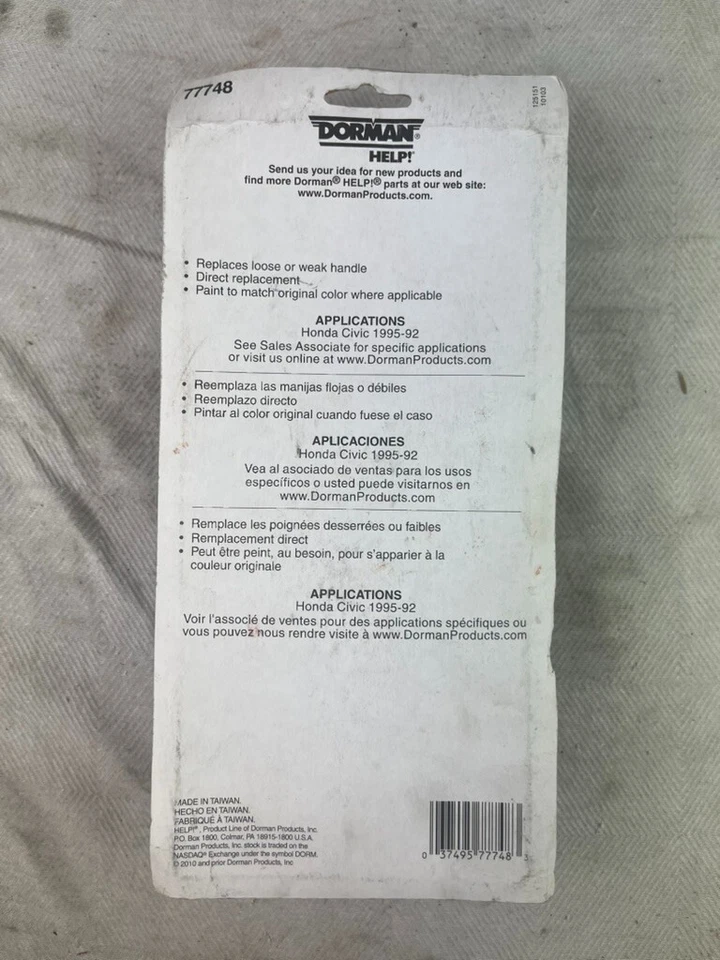 77748
125151
10103
DORMAN®
HELP!®
Send us your idea for new products and
find more Dorman® HELP!® parts at our web site:
www.DormanProducts.com.
• Replaces loose or weak handle
• Direct replacement
• Paint to match original color where applicable
APPLICATIONS
Honda Civic 1995-92
See Sales Associate for specific applications
or visit us online at www.DormanProducts.com
• Reemplaza las manijas flojas o débiles
• Reemplazo directo
• Pintar al color original cuando fuese el caso
APLICACIONES
Honda Civic 1995-92
Vea al asociado de ventas para los usos
específicos o usted puede visitarnos en
www.DormanProducts.com
• Remplace les poignées desserrées ou faibles
• Remplacement direct
• Peut être peint, au besoin, pour s'apparier à la
couleur originale
APPLICATIONS
Honda Civic 1995-92
Voir l'associé de ventes pour des applications spécifiques ou
vous pouvez nous rendre visite à www.DormanProducts.com
MADE IN TAIWAN.
HECHO EN TAIWAN.
FABRIQUÉ À TAIWAN.
HELP!®, Product Line of Dorman Products, Inc.
P.O. Box 1800, Colmar, PA 18915-1800 U.S.A.
Dorman Products, Inc. stock is traded on the
NASDAQ® Exchange under the symbol DORM.
© 2010 and prior Dorman Products, Inc
0 37495 77748 3